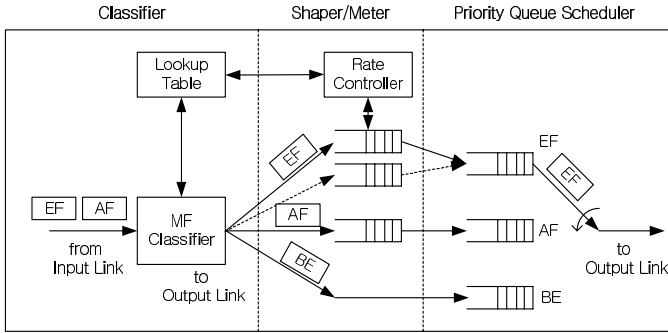 Classifier
Shaper/Meter
Priority Queue Scheduler
Lookup
Table
Rate
Controller
EF
EF
EF
EF
AF
MF
Classifier
AF
AF
from
Input Link
to
Output Link
BE
BE
to
Output Link